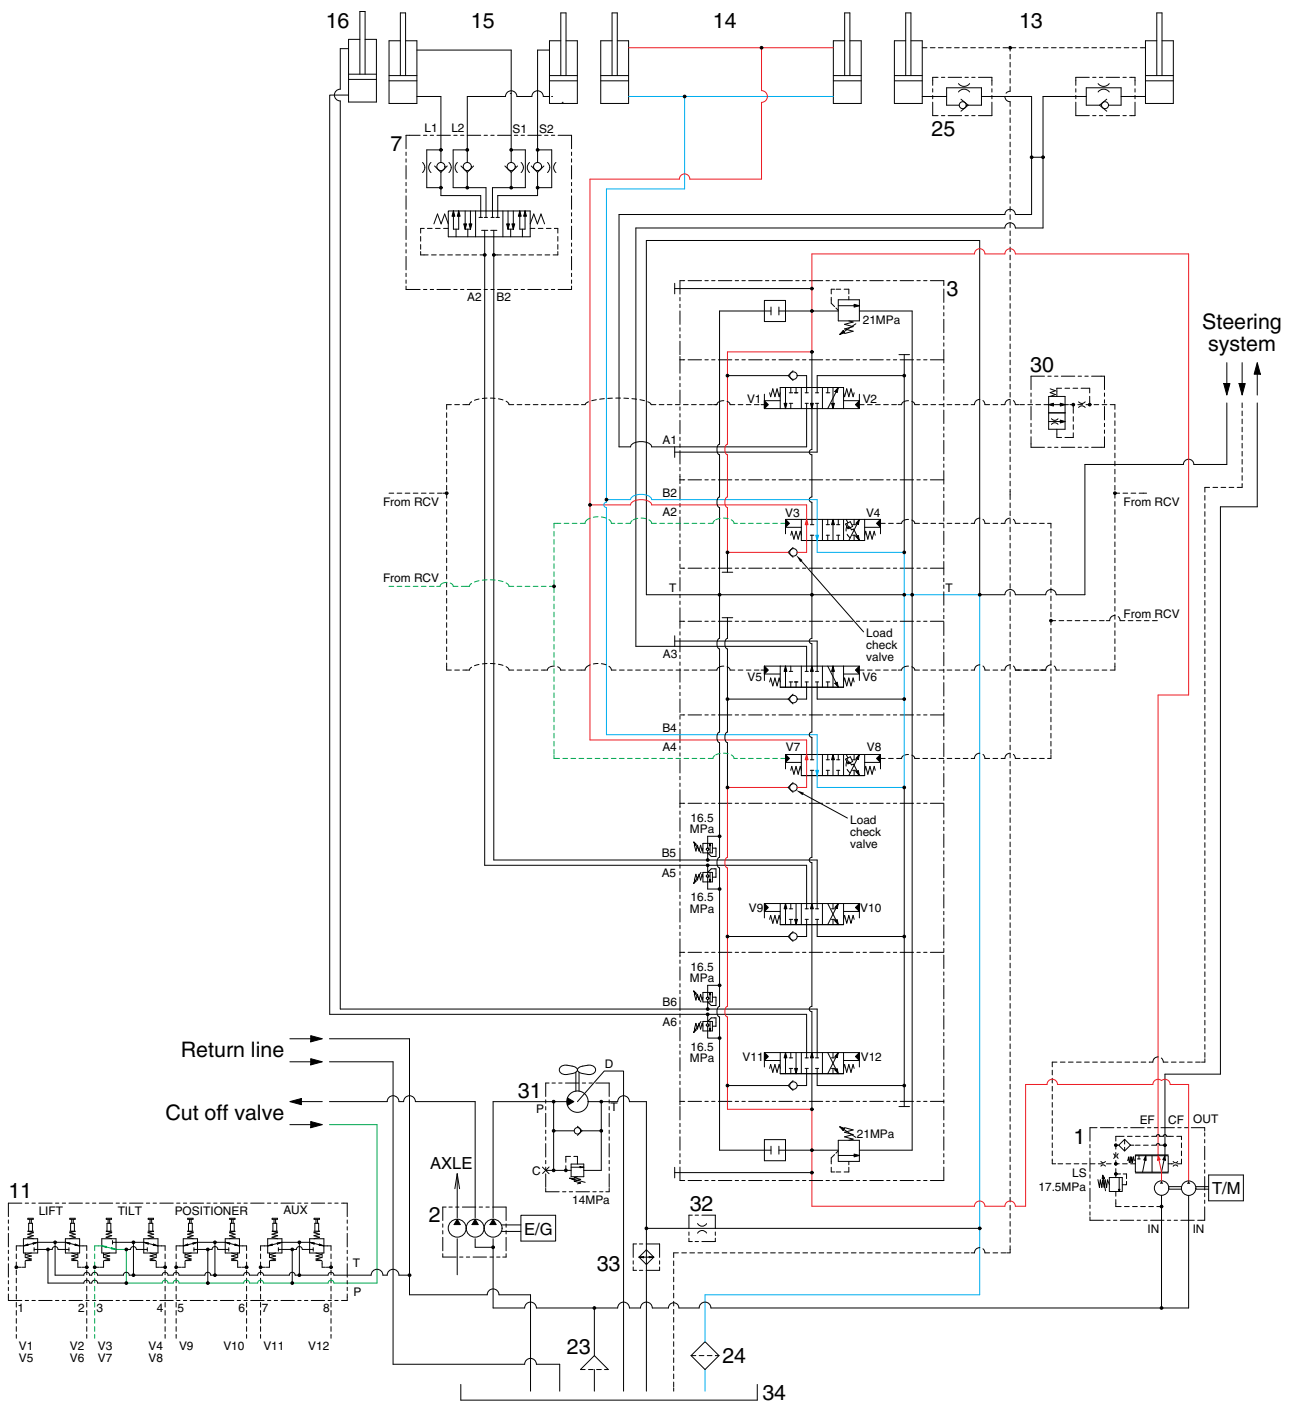 16
15
14
13
25
L1 L2 S1 S2
7
A2 B2
3
21MPa
Steering
system
30
V1 V2
A1
From RCV
From RCV
B2
A2
V3 V4
From RCV
T T
From RCV
Load
check
valve
A3
V5 V6
B4
A4
V7 V8
Load
check
valve
16.5
MPa
B5
A5
16.5
MPa
V9 V10
16.5
MPa
B6
A6
16.5
MPa
V11 V12
Return line
Cut off valve
31
D
P T
C
14MPa
21MPa
EF CF OUT
1
LS
17.5MPa
T/M
IN IN
AXLE
2
E/G
32
33
11
LIFT TILT POSITIONER AUX
T
P
1 2 3 4 5 6 7 8
V1 V2 V3 V4 V9 V10 V11 V12
V5 V6 V7 V8
23
24
34